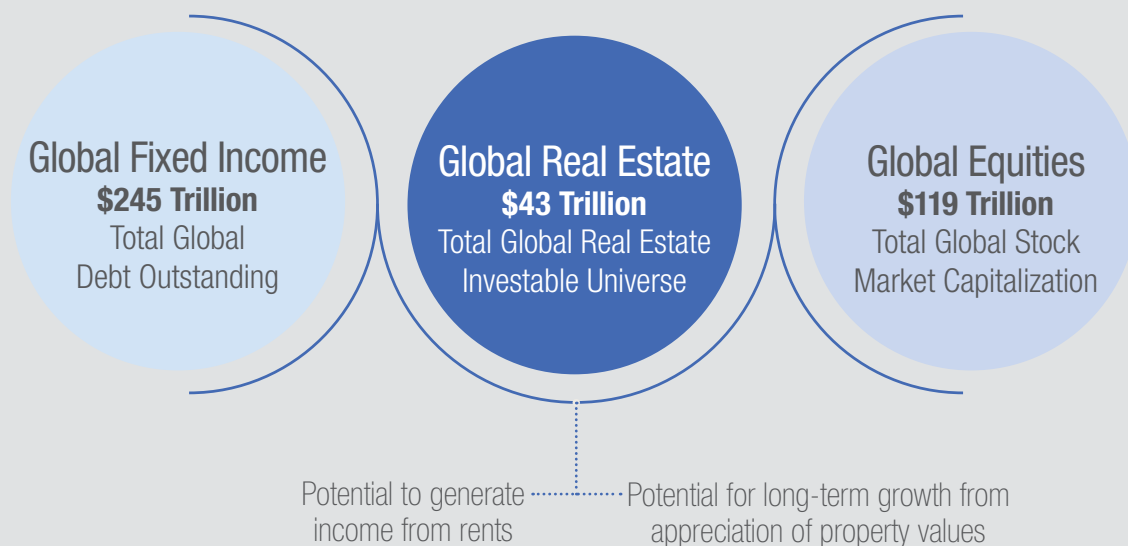 Global Fixed Income
$245 Trillion
Total Global
Debt Outstanding
Global Real Estate
$43 Trillion
Total Global Real Estate
Investable Universe
Global Equities
$119 Trillion
Total Global Stock
Market Capitalization
Potential to generate
income from rents
Potential for long-term growth from
appreciation of property values